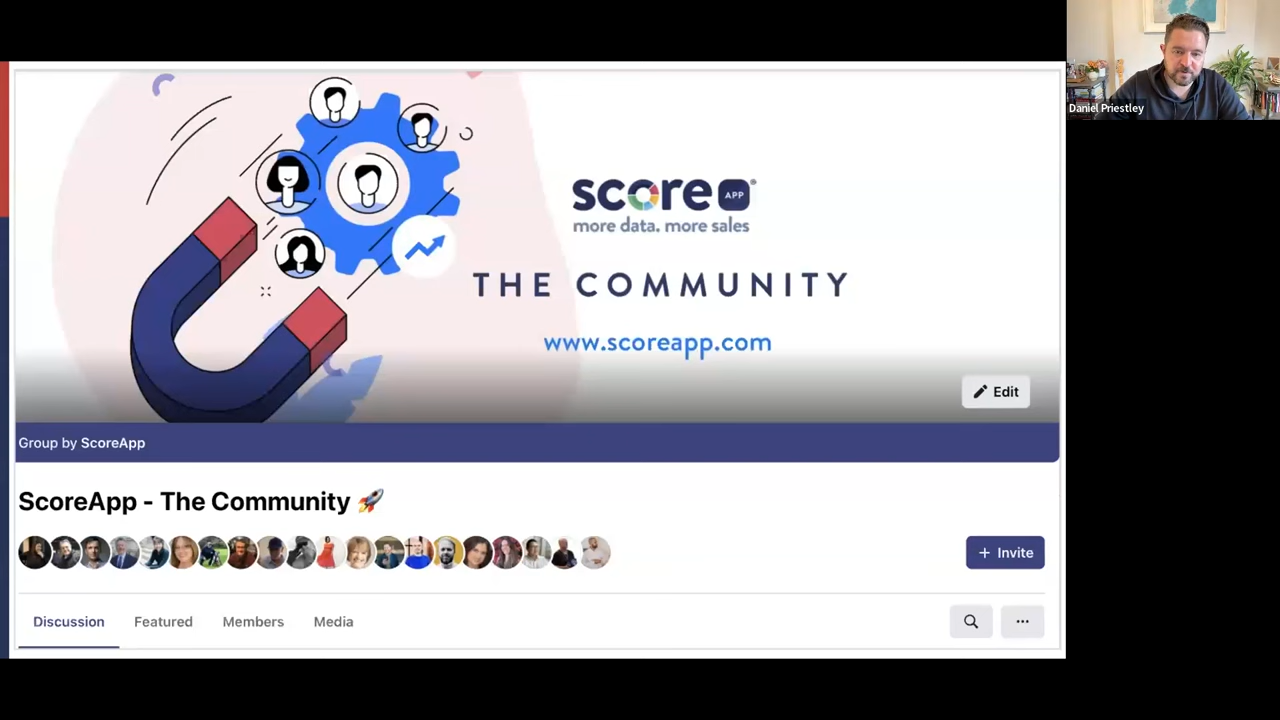 Daniel Priestley
score APP®
more data. more sales
THE COMMUNITY
www.scoreapp.com
Edit
Group by ScoreApp
ScoreApp - The Community 🚀
+ Invite
Discussion Featured Members Media
...